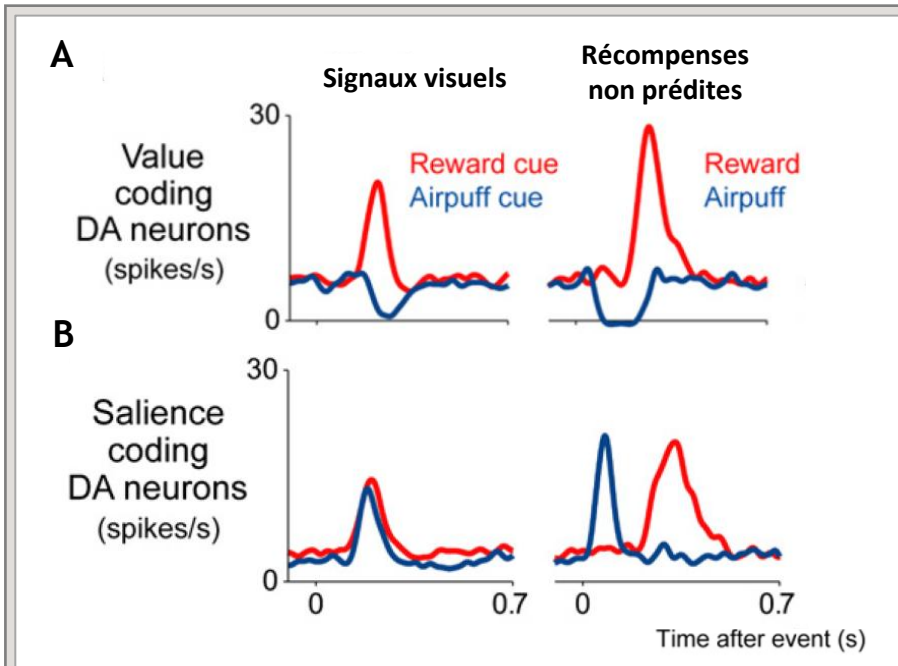 A
Signaux visuels
Récompenses
non prédites
30
Value
coding
DA neurons
(spikes/s)
Reward cue
Airpuff cue
Reward
Airpuff
0
B
30
Salience
coding
DA neurons
(spikes/s)
0
0
0.7
0
0.7
Time after event (s)